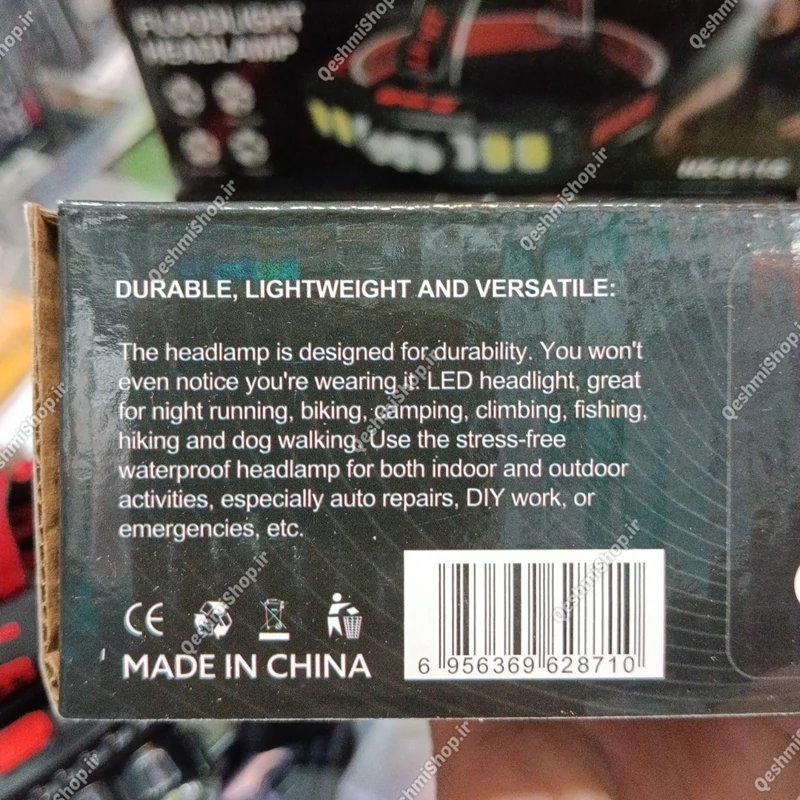 FLOODLIGHT
HEADLAMP
DURABLE, LIGHTWEIGHT AND VERSATILE:
The headlamp is designed for durability. You won't
even notice you're wearing it. LED headlight, great
for night running, biking, camping, climbing, fishing,
hiking and dog walking. Use the stress-free
waterproof headlamp for both indoor and outdoor
activities, especially auto repairs, DIY work, or
emergencies, etc.
CE
MADE IN CHINA
6 956369 628710
QeshmiShop.ir